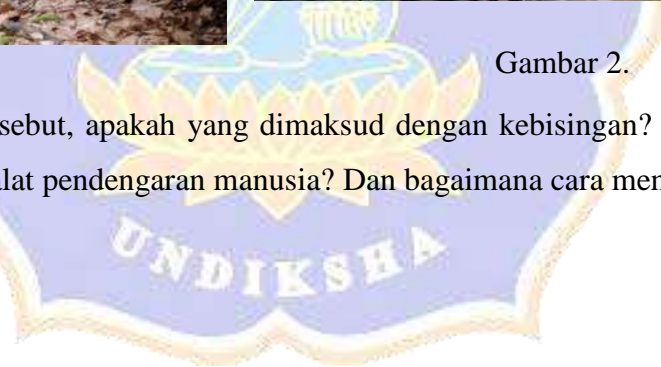 Gambar 2.
sebut, apakah yang dimaksud dengan kebisingan?
alat pendengaran manusia? Dan bagaimana cara men
UNDIKSHA